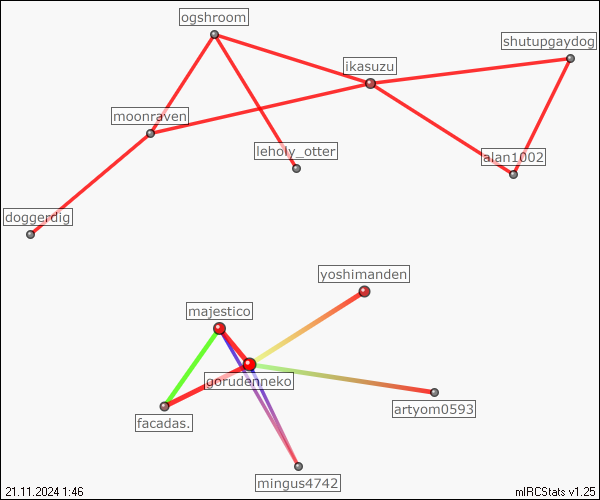 ogshroom
shutupgaydog
ikasuzu
moonraven
leholy_otter
alan1002
doggerdig
yoshimanden
majestico
gorudenneko
artyom0593
facadas.
mingus4742
21.11.2024 1:46
mIRCStats v1.25